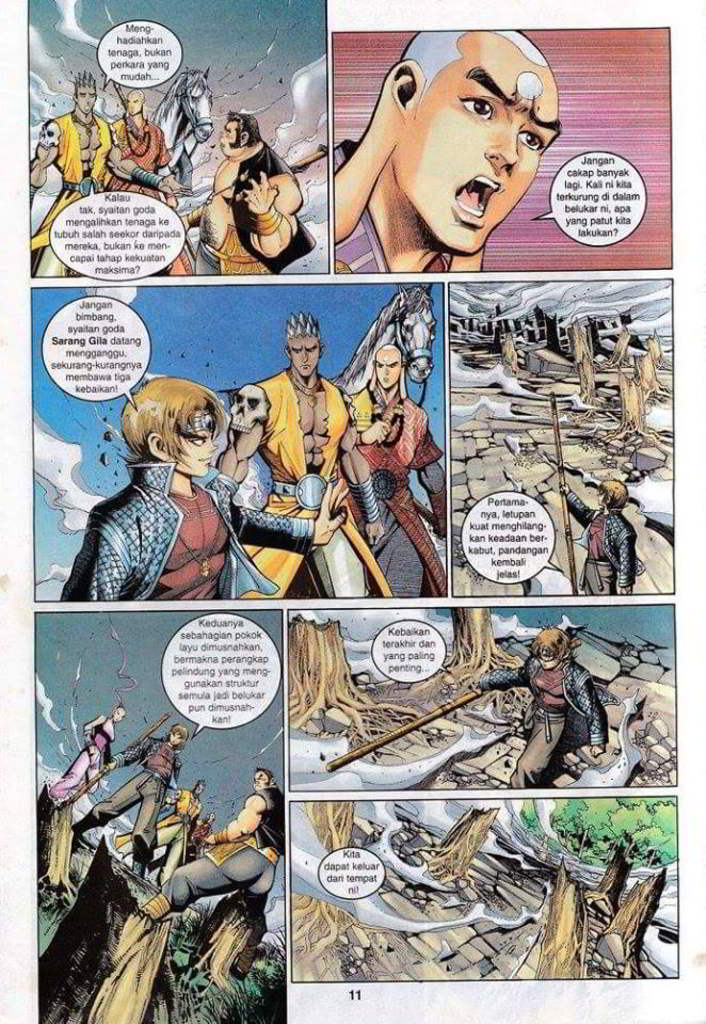 Meng-
hadiahkan
tenaga, bukan
perkara yang
mudah...
Kalau
tak, syaitan goda
mengalihkan tenaga ke
tubuh salah seekor daripada
mereka, bukan ke men-
capai tahap kekuatan
maksima?
Jangan
cakap banyak
lagi. Kali ni kita
terkurung di dalam
belukar ni, apa
yang patut kita
lakukan?
Jangan
bimbang,
syaitan goda
Sarang Gila datang
mengganggu,
sekurang-kurangnya
membawa tiga
kebaikan!
Pertama-
nya, letupan
kuat menghilang-
kan keadaan ber-
kabut, pandangan
kembali
jelas!
Keduanya
sebahagian pokok
layu dimusnahkan,
bermakna perangkap
pelindung yang meng-
gunakan struktur
semula jadi belukar
pun dimusnah-
kan!
Kebaikan
terakhir dan
yang paling
penting...
Kita
dapat keluar
dari tempat
ni!
11